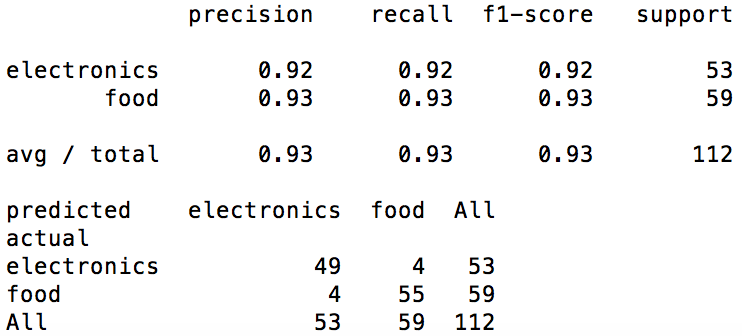 precision recall f1-score support
electronics 0.92 0.92 0.92 53
food 0.93 0.93 0.93 59
avg / total 0.93 0.93 0.93 112
predicted electronics food All
actual
electronics 49 4 53
food 4 55 59
All 53 59 112